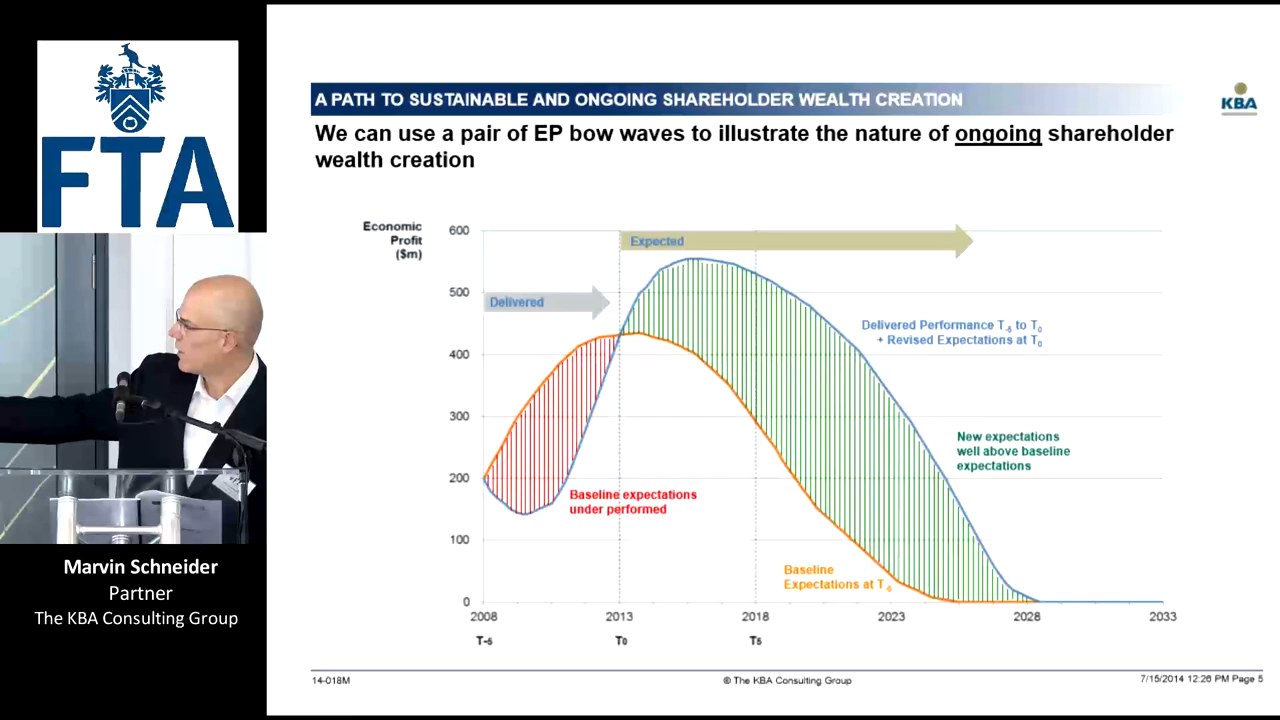 FTA
Marvin Schneider
Partner
The KBA Consulting Group
A PATH TO SUSTAINABLE AND ONGOING SHAREHOLDER WEALTH CREATION
KBA
We can use a pair of EP bow waves to illustrate the nature of ongoing shareholder
wealth creation
Economic
Profit
($m)
600
500
400
300
200
100
0
Expected
Delivered
Delivered Performance T-5 to T0
+ Revised Expectations at T0
New expectations
well above baseline
expectations
Baseline expectations
under performed
Baseline
Expectations at T-5
2008 2013 2018 2023 2028 2033
T-5 T0 T5
14-018M
© The KBA Consulting Group
7/15/2014 12:26 PM Page 5